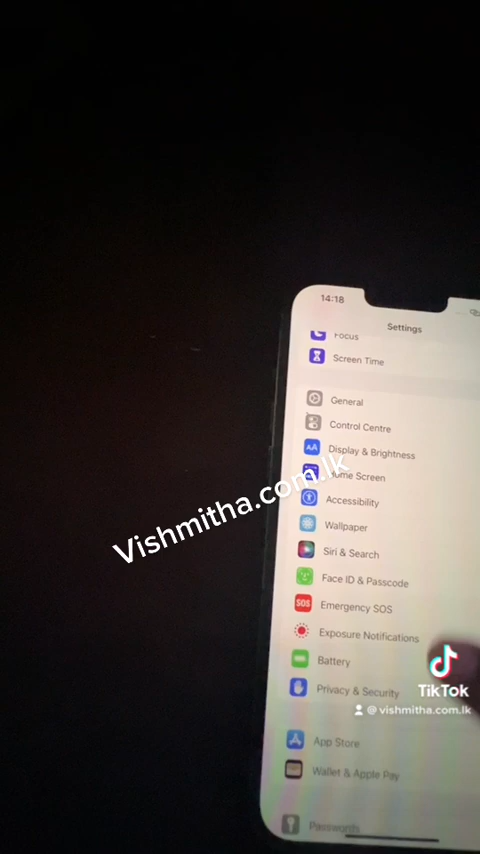 14:18
Settings
Focus
Screen Time
General
Control Centre
AA
Display & Brightness
Home Screen
Accessibility
Vishmitha.com.lk
Wallpaper
Siri & Search
Face ID & Passcode
SOS
Emergency SOS
Exposure Notifications
Battery
TikTok
Privacy & Security
@vishmitha.com.lk
App Store
Wallet & Apple Pay
Passwords